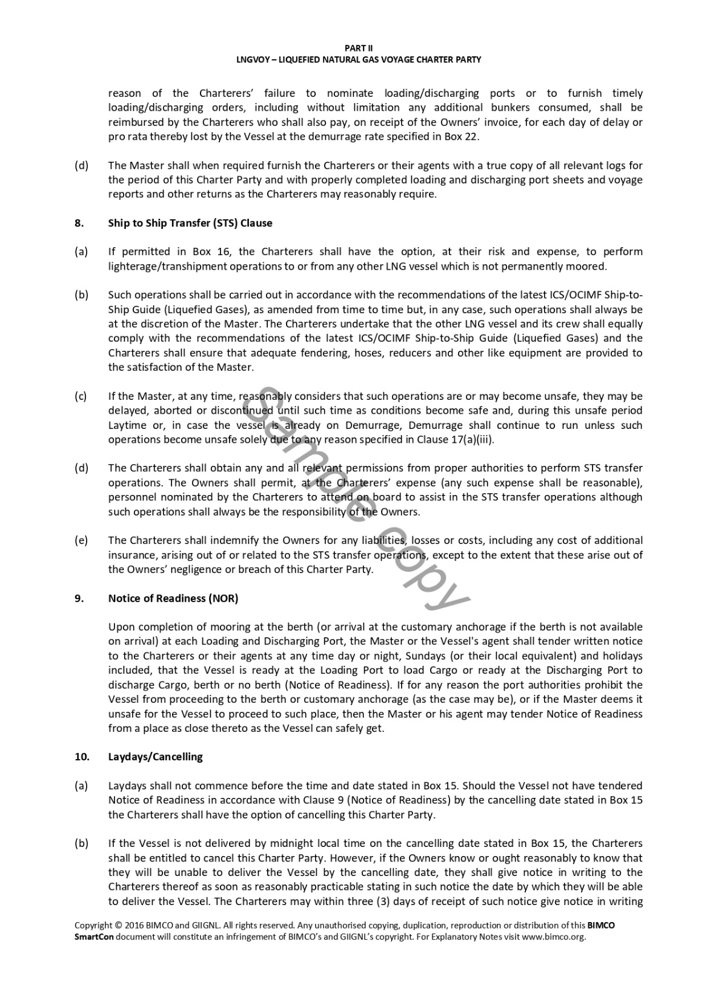 PART II
LNGVOY – LIQUEFIED NATURAL GAS VOYAGE CHARTER PARTY
reason of the Charterers’ failure to nominate loading/discharging ports or to furnish timely
loading/discharging orders, including without limitation any additional bunkers consumed, shall be
reimbursed by the Charterers who shall also pay, on receipt of the Owners’ invoice, for each day of delay or
pro rata thereby lost by the Vessel at the demurrage rate specified in Box 22.
(d) The Master shall when required furnish the Charterers or their agents with a true copy of all relevant logs for
the period of this Charter Party and with properly completed loading and discharging port sheets and voyage
reports and other returns as the Charterers may reasonably require.
8. Ship to Ship Transfer (STS) Clause
(a) If permitted in Box 16, the Charterers shall have the option, at their risk and expense, to perform
lighterage/transhipment operations to or from any other LNG vessel which is not permanently moored.
(b) Such operations shall be carried out in accordance with the recommendations of the latest ICS/OCIMF Ship-to-
Ship Guide (Liquefied Gases), as amended from time to time but, in any case, such operations shall always be
at the discretion of the Master. The Charterers undertake that the other LNG vessel and its crew shall equally
comply with the recommendations of the latest ICS/OCIMF Ship-to-Ship Guide (Liquefied Gases) and the
Charterers shall ensure that adequate fendering, hoses, reducers and other like equipment are provided to
the satisfaction of the Master.
(c) If the Master, at any time, reasonably considers that such operations are or may become unsafe, they may be
delayed, aborted or discontinued until such time as conditions become safe and, during this unsafe period
Laytime or, in case the vessel is already on Demurrage, Demurrage shall continue to run unless such
operations become unsafe solely due to any reason specified in Clause 17(a)(iii).
(d) The Charterers shall obtain any and all relevant permissions from proper authorities to perform STS transfer
operations. The Owners shall permit, at the Charterers’ expense (any such expense shall be reasonable),
personnel nominated by the Charterers to attend on board to assist in the STS transfer operations although
such operations shall always be the responsibility of the Owners.
(e) The Charterers shall indemnify the Owners for any liabilities, losses or costs, including any cost of additional
insurance, arising out of or related to the STS transfer operations, except to the extent that these arise out of
the Owners’ negligence or breach of this Charter Party.
9. Notice of Readiness (NOR)
Upon completion of mooring at the berth (or arrival at the customary anchorage if the berth is not available
on arrival) at each Loading and Discharging Port, the Master or the Vessel's agent shall tender written notice
to the Charterers or their agents at any time day or night, Sundays (or their local equivalent) and holidays
included, that the Vessel is ready at the Loading Port to load Cargo or ready at the Discharging Port to
discharge Cargo, berth or no berth (Notice of Readiness). If for any reason the port authorities prohibit the
Vessel from proceeding to the berth or customary anchorage (as the case may be), or if the Master deems it
unsafe for the Vessel to proceed to such place, then the Master or his agent may tender Notice of Readiness
from a place as close thereto as the Vessel can safely get.
10. Laydays/Cancelling
(a) Laydays shall not commence before the time and date stated in Box 15. Should the Vessel not have tendered
Notice of Readiness in accordance with Clause 9 (Notice of Readiness) by the cancelling date stated in Box 15
the Charterers shall have the option of cancelling this Charter Party.
(b) If the Vessel is not delivered by midnight local time on the cancelling date stated in Box 15, the Charterers
shall be entitled to cancel this Charter Party. However, if the Owners know or ought reasonably to know that
they will be unable to deliver the Vessel by the cancelling date, they shall give notice in writing to the
Charterers thereof as soon as reasonably practicable stating in such notice the date by which they will be able
to deliver the Vessel. The Charterers may within three (3) days of receipt of such notice give notice in writing
Copyright © 2016 BIMCO and GIIGNL. All rights reserved. Any unauthorised copying, duplication, reproduction or distribution of this BIMCO
SmartCon document will constitute an infringement of BIMCO’s and GIIGNL’s copyright. For Explanatory Notes visit www.bimco.org.
Sample copy